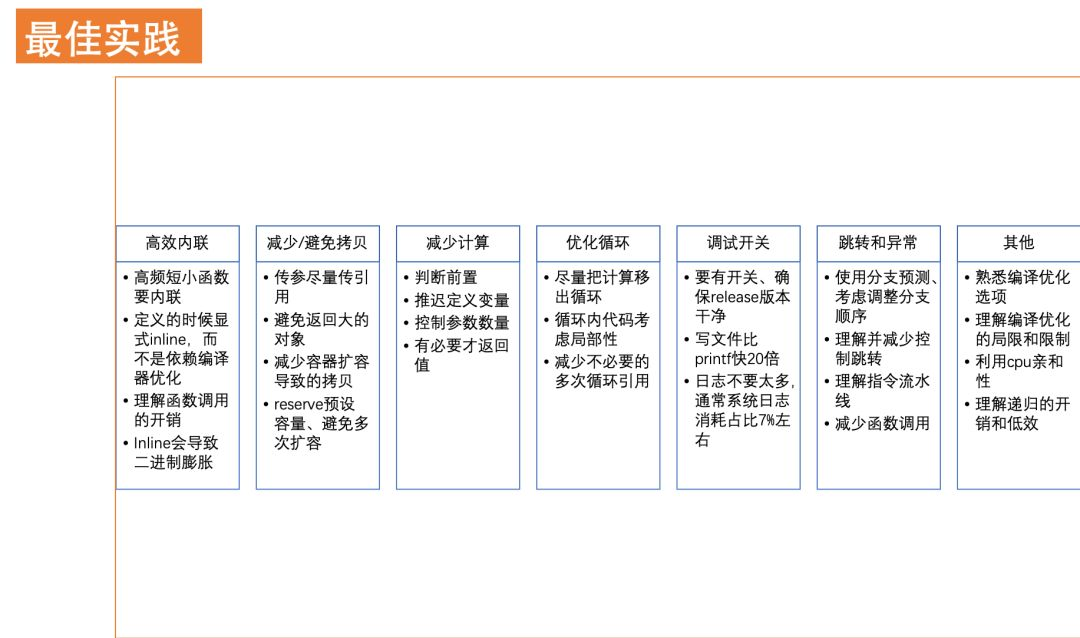 最佳实践
高效内联
• 高频短小函数
要内联
• 定义的时候显
式inline，而
不是依赖编译
器优化
• 理解函数调用
的开销
• Inline会导致
二进制膨胀
减少/避免拷贝
• 传参尽量传引
用
• 避免返回大的
对象
• 减少容器扩容
导致的拷贝
• reserve预设
容量、避免多
次扩容
减少计算
• 判断前置
• 推迟定义变量
• 控制参数数量
• 有必要才返回
值
优化循环
• 尽量把计算移
出循环
• 循环内代码考
虑局部性
• 减少不必要的
多次循环引用
调试开关
• 要有开关、确
保release版本
干净
• 写文件比
printf快20倍
• 日志不要太多,
通常系统日志
消耗占比7%左
右
跳转和异常
• 使用分支预测、
考虑调整分支
顺序
• 理解并减少控
制跳转
• 理解指令流水
线
• 减少函数调用
其他
• 熟悉编译优化
选项
• 理解编译优化
的局限和限制
• 利用cpu亲和
性
• 理解递归的开
销和低效